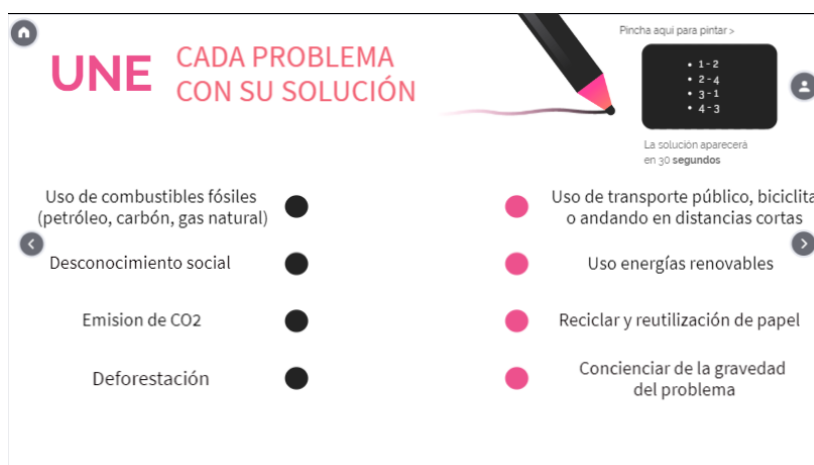 UNE
CADA PROBLEMA
CON SU SOLUCIÓN
Pincha aqui para pintar >
1 - 2
2 - 4
3 - 1
4 - 3
La solución aparecerá
en 30 segundos
Uso de combustibles fósiles
(petróleo, carbón, gas natural)
Uso de transporte público, biciclita
o andando en distancias cortas
Desconocimiento social
Uso energías renovables
Emision de CO2
Reciclar y reutilización de papel
Deforestación
Concienciar de la gravedad
del problema